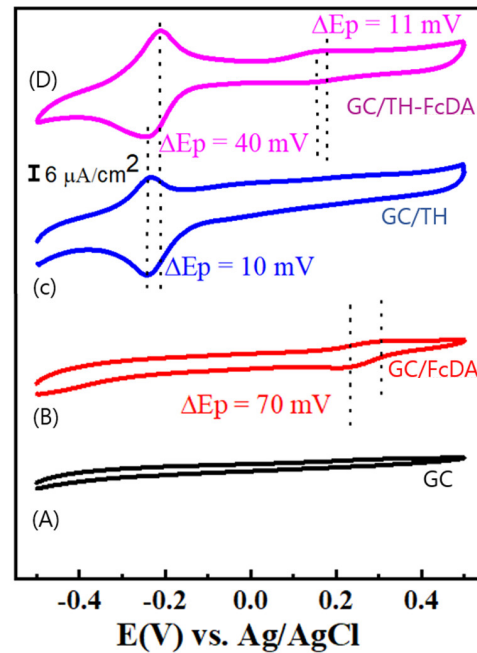 ΔEp = 11 mV
(D)
GC/TH-FcDA
ΔEp = 40 mV
6 μA/cm²
GC/TH
(c)
ΔEp = 10 mV
GC/FcDA
(B)
ΔEp = 70 mV
GC
(A)
-0.4 -0.2 0.0 0.2 0.4
E(V) vs. Ag/AgCl